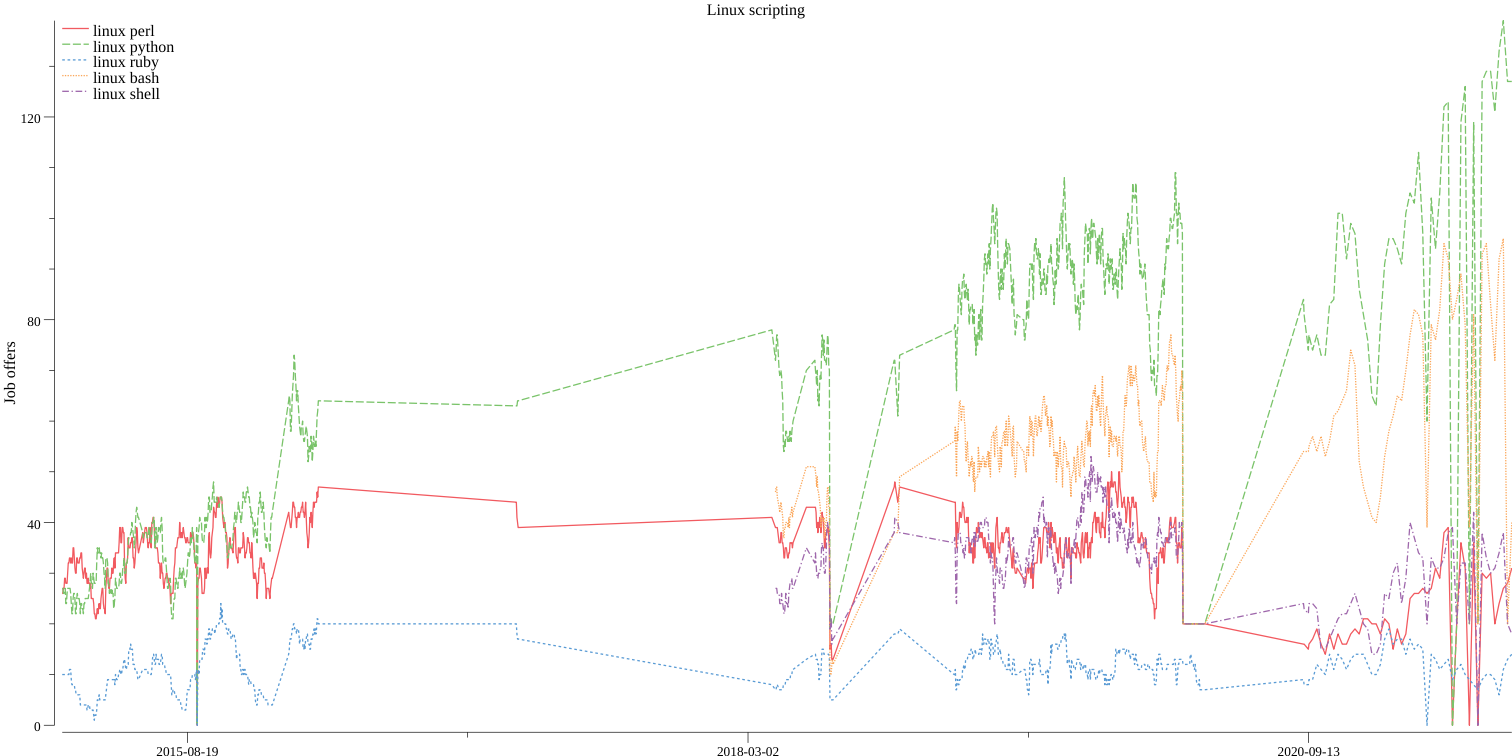 Linux scripting
linux perl
linux python
linux ruby
linux bash
linux shell
120
80
40
0
Job offers
2015-08-19
2018-03-02
2020-09-13